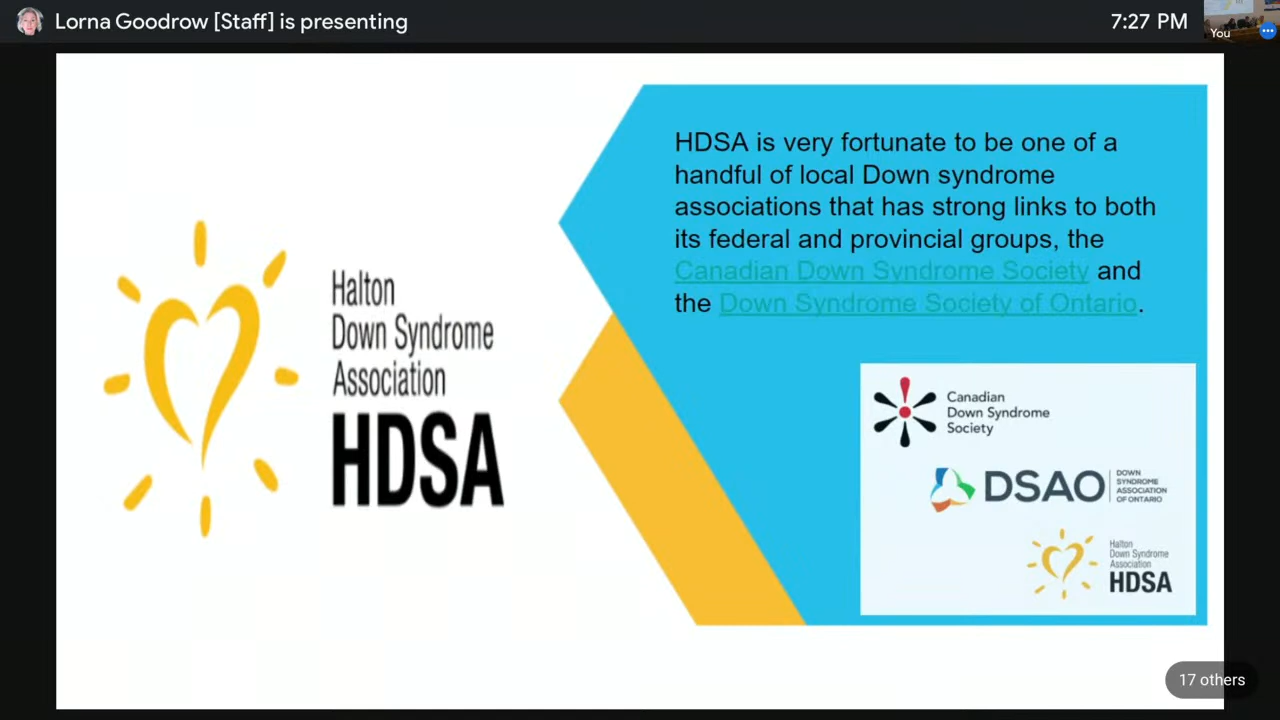 Lorna Goodrow [Staff] is presenting
7:27 PM
You
HDSA is very fortunate to be one of a
handful of local Down syndrome
associations that has strong links to both
its federal and provincial groups, the
Canadian Down Syndrome Society and
the Down Syndrome Society of Ontario.
Halton
Down Syndrome
Association
HDSA
Canadian
Down Syndrome
Society
DSAO
DOWN
SYNDROME
ASSOCIATION
OF ONTARIO
Halton
Down Syndrome
Association
HDSA
17 others